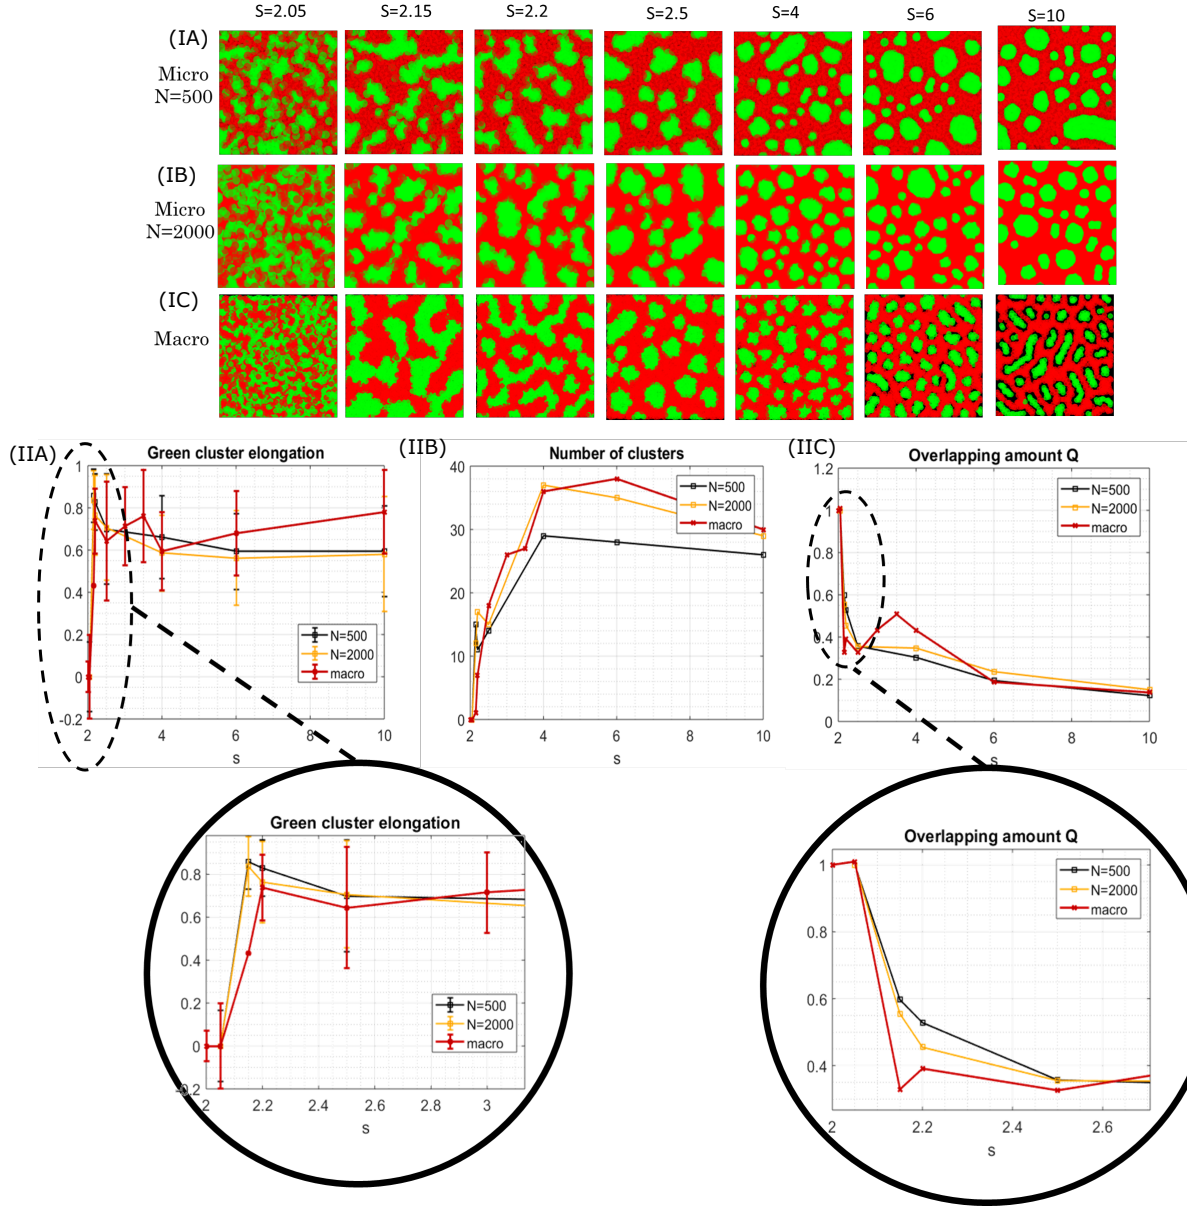 S=2.05 S=2.15 S=2.2 S=2.5 S=4 S=6 S=10
(IA)
Micro
N=500
(IB)
Micro
N=2000
(IC)
Macro
(IIA)
Green cluster elongation
1
0.8
0.6
0.4
0.2
0
-0.2
2 4 6 8 10
s
N=500
N=2000
macro
(IIB)
Number of clusters
40
30
20
10
0
2 4 6 8 10
s
N=500
N=2000
macro
(IIC)
Overlapping amount Q
1.2
1
0.8
0.6
0.4
0.2
0
2 4 6 8 10
s
N=500
N=2000
macro
Green cluster elongation
0.8
0.6
0.4
0.2
0
-0.2
2 2.2 2.4 2.6 2.8 3
s
N=500
N=2000
macro
Overlapping amount Q
1
0.8
0.6
0.4
2 2.2 2.4 2.6
s
N=500
N=2000
macro